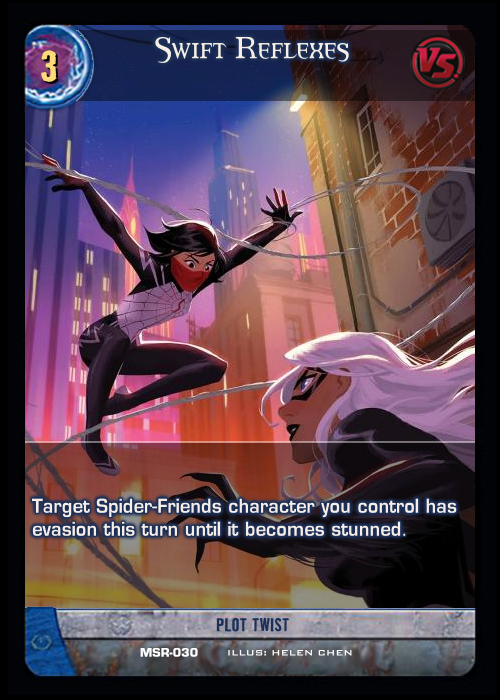 3
Swift Reflexes
VS
Target Spider-Friends character you control has
evasion this turn until it becomes stunned.
PLOT TWIST
MSR-030 ILLUS: HELEN CHEN